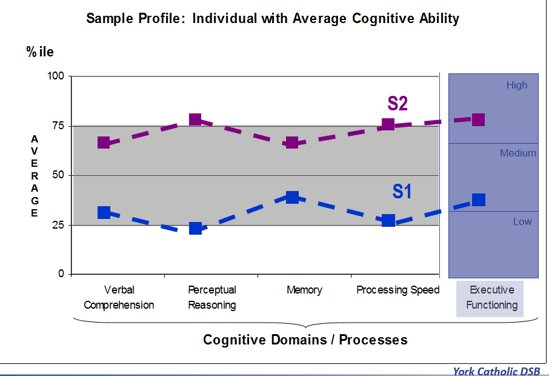 Sample Profile: Individual with Average Cognitive Ability
%ile
100
75
50
25
0
AVERAGE
S2
S1
High
Medium
Low
Verbal
Comprehension
Perceptual
Reasoning
Memory
Processing Speed
Executive
Functioning
Cognitive Domains / Processes
York Catholic DSB